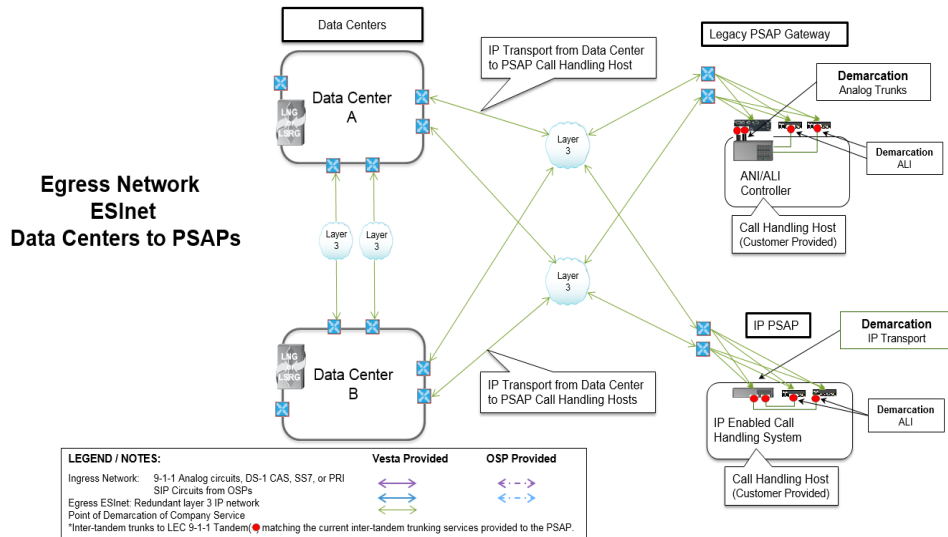 Data Centers
Legacy PSAP Gateway
IP Transport from Data Center
to PSAP Call Handling Host
Demarcation
Analog Trunks
Data Center
A
LNG
LSRG
Layer
3
Demarcation
ALI
ANI/ALI
Controller
Call Handling Host
(Customer Provided)
Egress Network
ESInet
Data Centers to PSAPs
Layer
3
Layer
3
Layer
3
IP PSAP
Demarcation
IP Transport
LNG
LSRG
Data Center
B
IP Transport from Data Center
to PSAP Call Handling Hosts
Demarcation
ALI
IP Enabled Call
Handling System
Call Handling Host
(Customer Provided)
LEGEND / NOTES:
Vesta Provided
OSP Provided
Ingress Network: 9-1-1 Analog circuits, DS-1 CAS, SS7, or PRI
SIP Circuits from OSPs
Egress ESInet: Redundant layer 3 IP network
Point of Demarcation of Company Service
*Inter-tandem trunks to LEC 9-1-1 Tandem( ) matching the current inter-tandem trunking services provided to the PSAP.